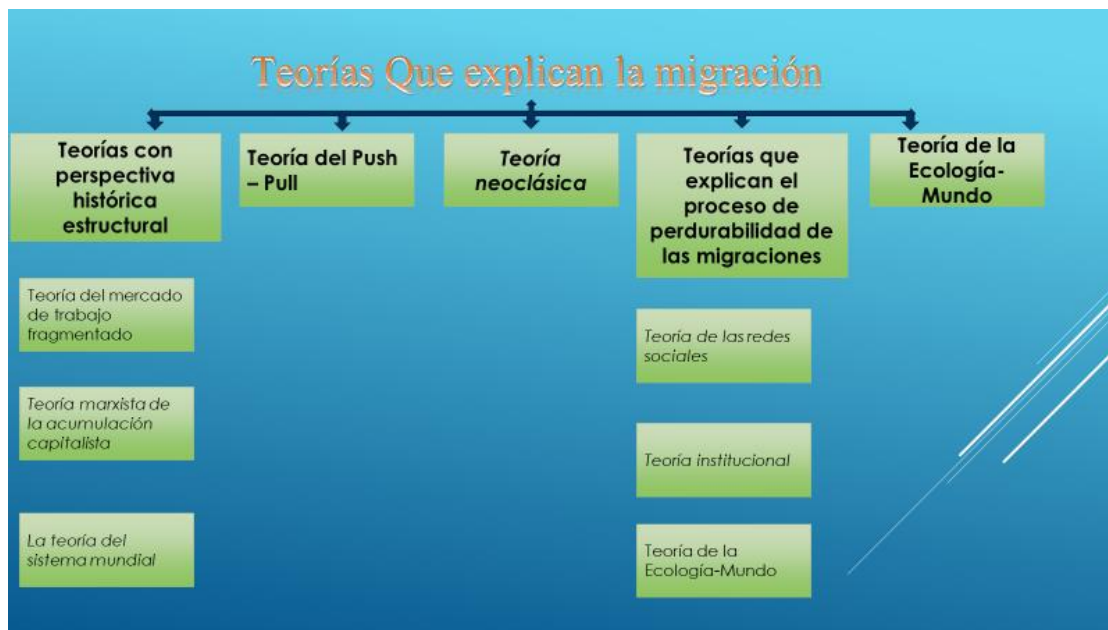 Teorías Que explican la migración
Teorías con
perspectiva
histórica
estructural
Teoría del Push
– Pull
Teoría
neoclásica
Teorías que
explican el
proceso de
perdurabilidad de
las migraciones
Teoría de la
Ecología-
Mundo
Teoría del mercado
de trabajo
fragmentado
Teoría marxista de
la acumulación
capitalista
La teoría del
sistema mundial
Teoría de las redes
sociales
Teoría institucional
Teoría de la
Ecología-Mundo